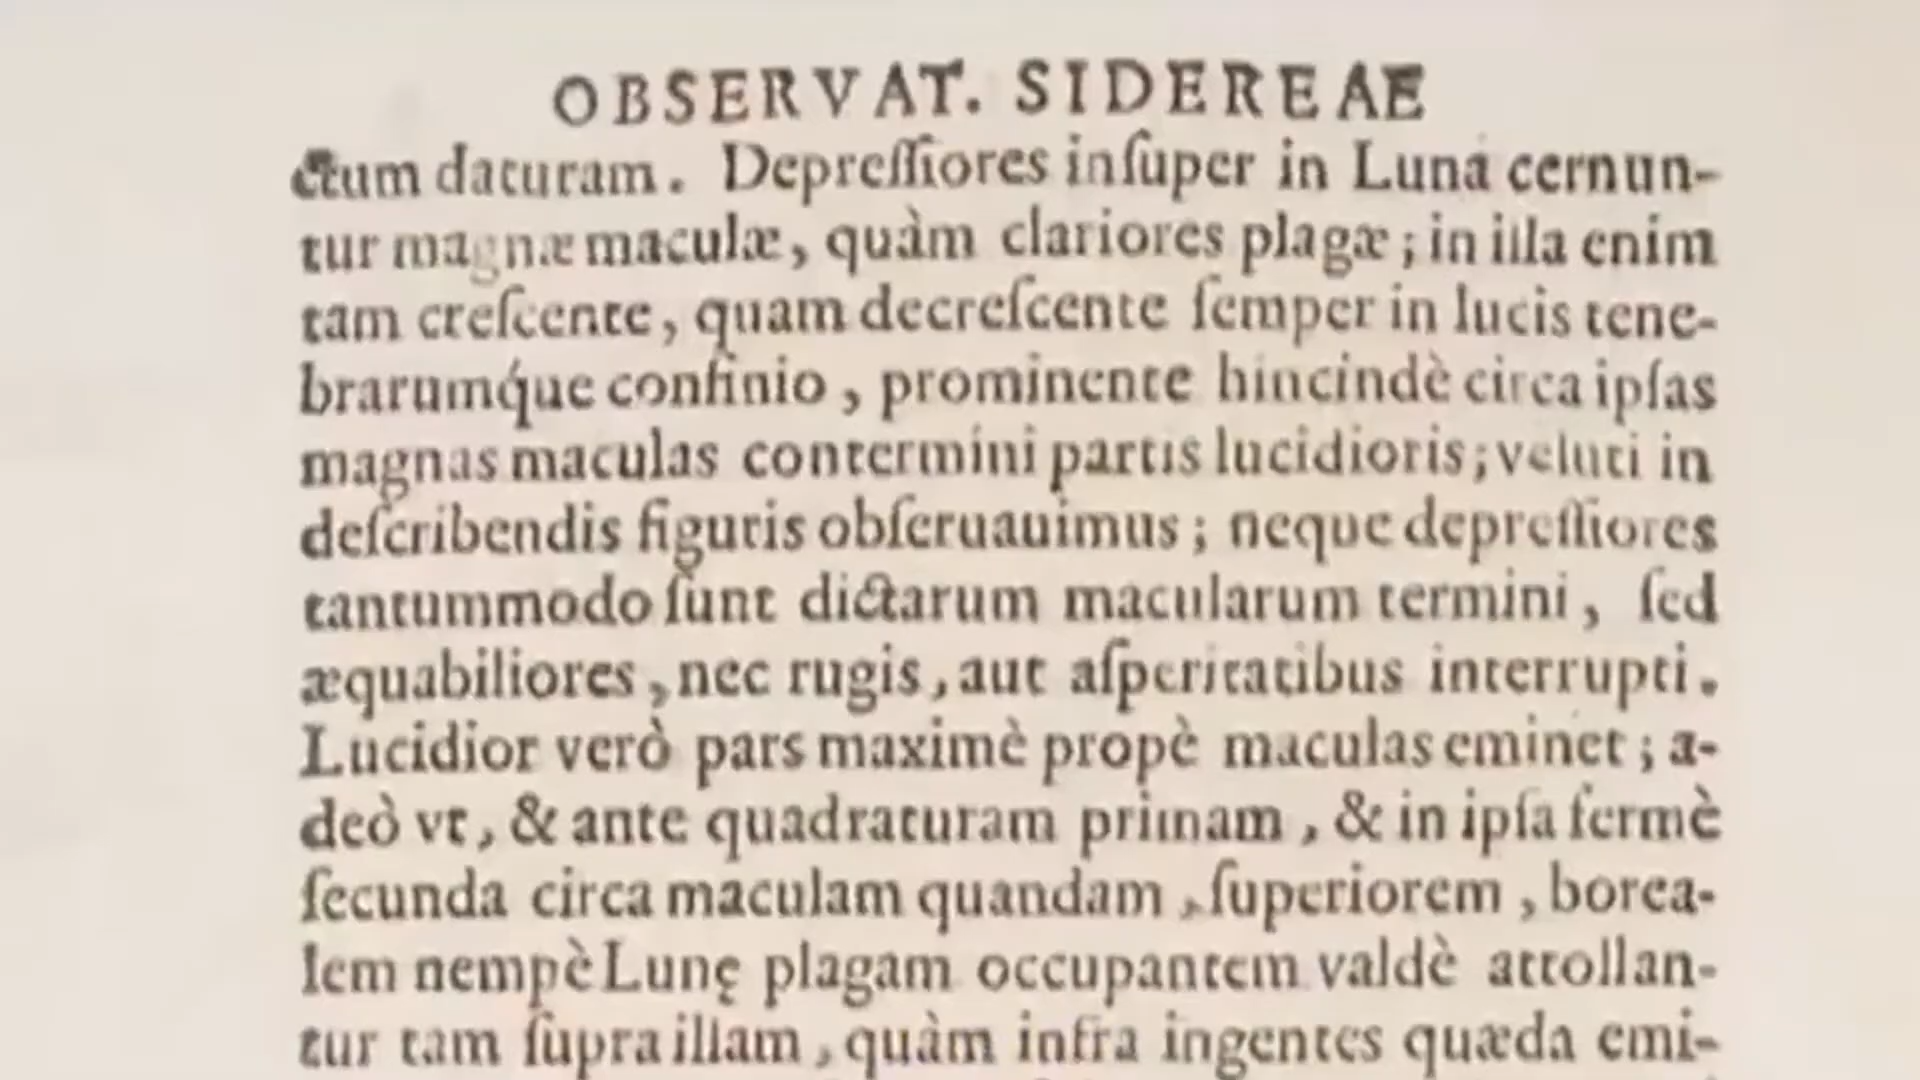 OBSERVAT. SIDEREAE
ctum daturam. Depreſſiores inſuper in Luna cernun-
tur magnæ maculæ, quàm clariores plagæ; in illa enim
tam creſcente, quam decreſcente ſemper in lucis tene-
brarumq́ue confinio, prominente hincindè circa ipſas
magnas maculas contermini partis lucidioris; veluti in
deſcribendis figuris obſeruauimus; neque depreſſiores
tantummodo ſunt dictarum macularum termini, ſed
æquabiliores, nec rugis, aut aſperitatibus interrupti.
Lucidior verò pars maximè propè maculas eminet; a-
deò vt, & ante quadraturam primam, & in ipſa fermè
ſecunda circa maculam quandam, ſuperiorem, borea-
lem nempè Lunę plagam occupantem valdè attollan-
tur tam ſupra illam, quàm infra ingentes quæda emi-